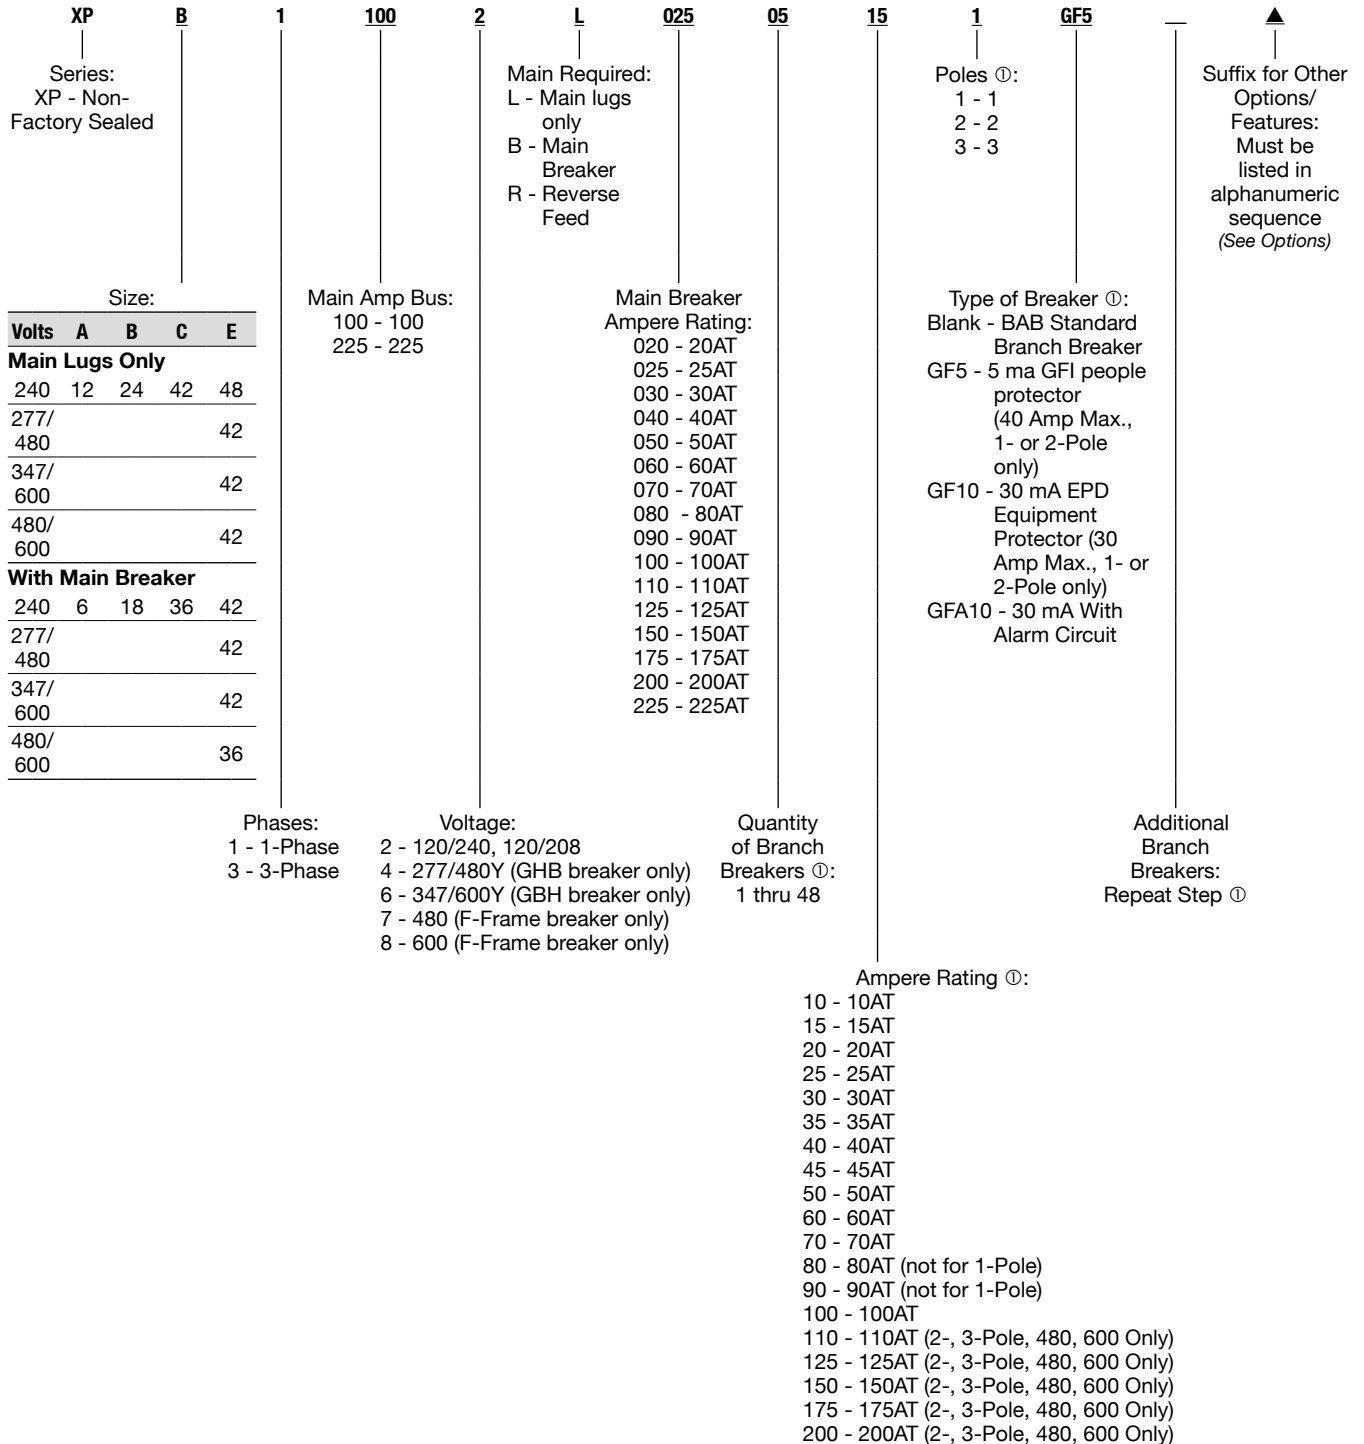 XP B 1 100 2 L 025 05 15 1 GF5 __ ▲
Series:
XP - Non-
Factory Sealed
Main Required:
L - Main lugs
only
B - Main
Breaker
R - Reverse
Feed
Poles ①:
1 - 1
2 - 2
3 - 3
Suffix for Other
Options/
Features:
Must be
listed in
alphanumeric
sequence
(See Options)
Size:
Volts A B C E
Main Lugs Only
240 12 24 42 48
277/
480 42
347/
600 42
480/
600 42
With Main Breaker
240 6 18 36 42
277/
480 42
347/
600 42
480/
600 36
Main Amp Bus:
100 - 100
225 - 225
Main Breaker
Ampere Rating:
020 - 20AT
025 - 25AT
030 - 30AT
040 - 40AT
050 - 50AT
060 - 60AT
070 - 70AT
080 - 80AT
090 - 90AT
100 - 100AT
110 - 110AT
125 - 125AT
150 - 150AT
175 - 175AT
200 - 200AT
225 - 225AT
Type of Breaker ①:
Blank - BAB Standard
Branch Breaker
GF5 - 5 ma GFI people
protector
(40 Amp Max.,
1- or 2-Pole
only)
GF10 - 30 mA EPD
Equipment
Protector (30
Amp Max., 1- or
2-Pole only)
GFA10 - 30 mA With
Alarm Circuit
Phases:
1 - 1-Phase
3 - 3-Phase
Voltage:
2 - 120/240, 120/208
4 - 277/480Y (GHB breaker only)
6 - 347/600Y (GBH breaker only)
7 - 480 (F-Frame breaker only)
8 - 600 (F-Frame breaker only)
Quantity
of Branch
Breakers ①:
1 thru 48
Additional
Branch
Breakers:
Repeat Step ①
Ampere Rating ①:
10 - 10AT
15 - 15AT
20 - 20AT
25 - 25AT
30 - 30AT
35 - 35AT
40 - 40AT
45 - 45AT
50 - 50AT
60 - 60AT
70 - 70AT
80 - 80AT (not for 1-Pole)
90 - 90AT (not for 1-Pole)
100 - 100AT
110 - 110AT (2-, 3-Pole, 480, 600 Only)
125 - 125AT (2-, 3-Pole, 480, 600 Only)
150 - 150AT (2-, 3-Pole, 480, 600 Only)
175 - 175AT (2-, 3-Pole, 480, 600 Only)
200 - 200AT (2-, 3-Pole, 480, 600 Only)